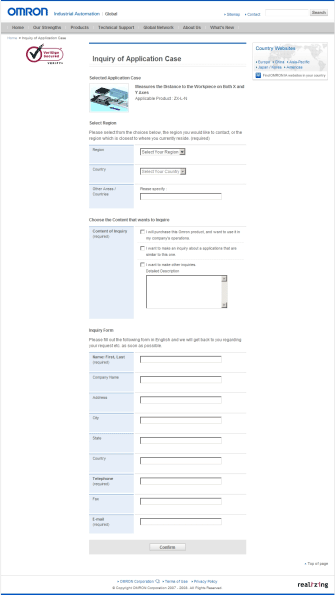 OMRON Industrial Automation | Global
Sitemap Contact
Search
Home Our Strengths Products Technical Support Global Network About Us What's New
Home > Inquiry of Application Case
VeriSign
Secured
VERIFY
Inquiry of Application Case
Country Websites
Europe China Asia-Pacific
Japan / Korea Americas
Find OMRON IA website in your country
Selected Application Case
Measures the Distance to the Workpiece on Both X and
Y Axes
Applicable Product : ZX-L-N
Select Region
Please select from the choices below, the region you would like to contact, or the
region which is closest to where you currently reside. (required)
Region
Select Your Region
Country
Select Your Country
Other Areas /
Countries
Please specify:
Choose the Content that wants to Inquire
Content of Inquiry
(required)
I will purchase this Omron product, and want to use it in
my company's operations.
I want to make an inquiry about a applications that are
similar to this one.
I want to make other inquiries.
Detailed Description
Inquiry Form
Please fill out the following form in English and we will get back to you regarding
your request etc. as soon as possible.
Name: First, Last
(required)
Company Name
Address
City
State
Country
Telephone
(required)
Fax
E-mail
(required)
Confirm
Top of page
OMRON Corporation Terms of Use Privacy Policy
© Copyright OMRON Corporation 2007 - 2009. All Rights Reserved.
realizing